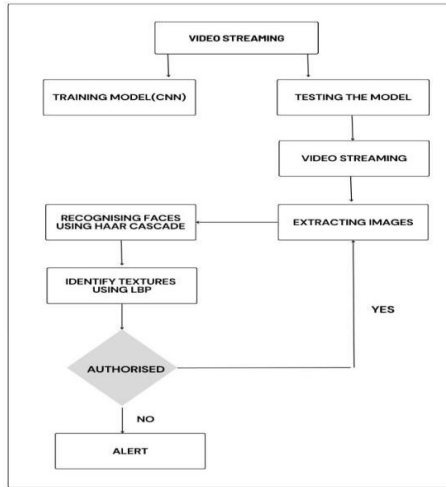 VIDEO STREAMING
TRAINING MODEL(CNN)
TESTING THE MODEL
VIDEO STREAMING
RECOGNISING FACES
USING HAAR CASCADE
EXTRACTING IMAGES
IDENTIFY TEXTURES
USING LBP
YES
AUTHORISED
NO
ALERT